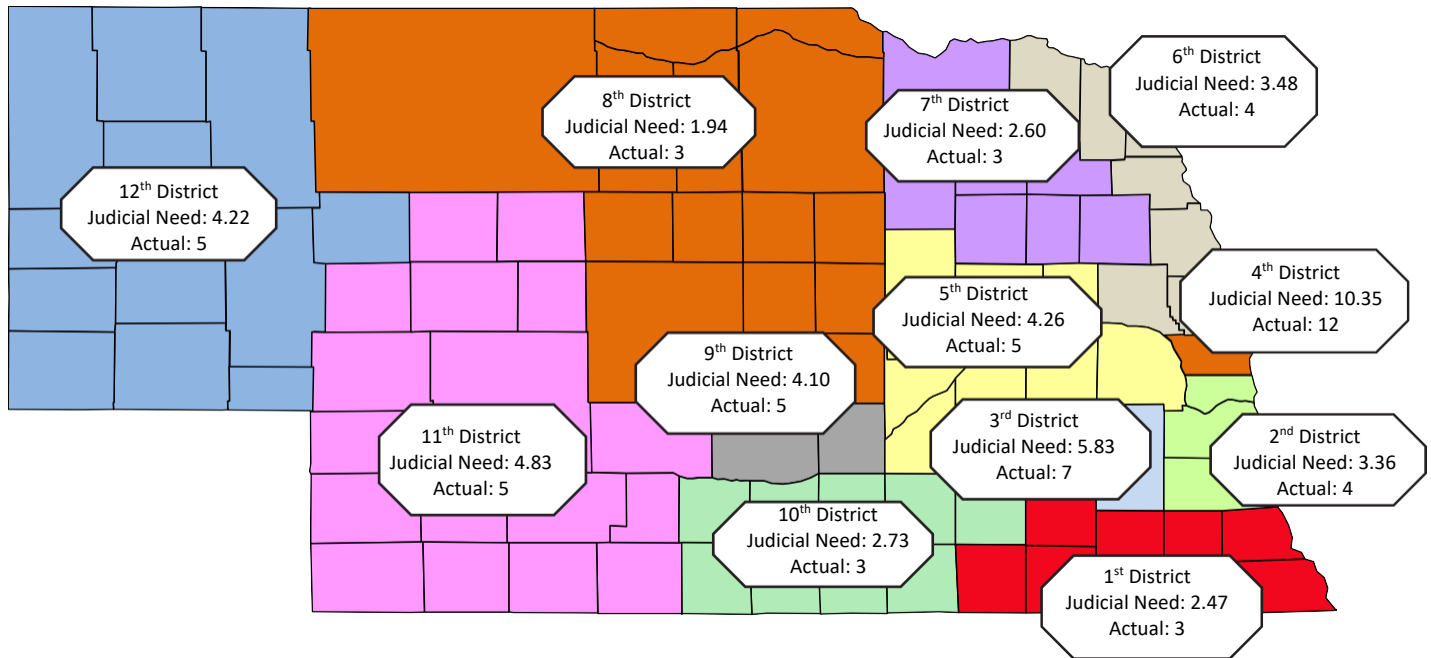 6th District
Judicial Need: 3.48
Actual: 4
8th District
Judicial Need: 1.94
Actual: 3
7th District
Judicial Need: 2.60
Actual: 3
12th District
Judicial Need: 4.22
Actual: 5
4th District
Judicial Need: 10.35
Actual: 12
5th District
Judicial Need: 4.26
Actual: 5
9th District
Judicial Need: 4.10
Actual: 5
11th District
Judicial Need: 4.83
Actual: 5
3rd District
Judicial Need: 5.83
Actual: 7
2nd District
Judicial Need: 3.36
Actual: 4
10th District
Judicial Need: 2.73
Actual: 3
1st District
Judicial Need: 2.47
Actual: 3